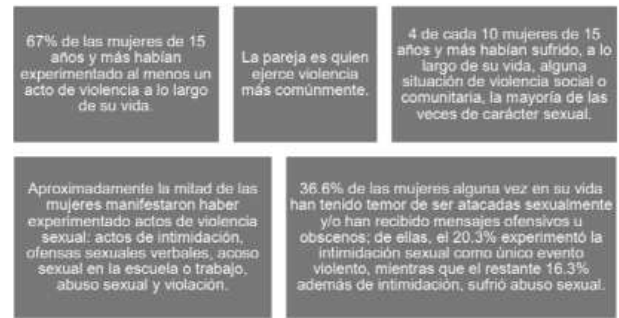 67% de las mujeres de 15
años y más habían
experimentado al menos un
acto de violencia a lo largo
de su vida.
La pareja es quien
ejerce violencia
más comúnmente.
4 de cada 10 mujeres de 15
años y más habían sufrido, a lo
largo de su vida, alguna
situación de violencia social o
comunitaria, la mayoría de las
veces de carácter sexual.
Aproximadamente la mitad de las
mujeres manifestaron haber
experimentado actos de violencia
sexual: actos de intimidación,
ofensas sexuales verbales, acoso
sexual en la escuela o trabajo,
abuso sexual y violación.
36.6% de las mujeres alguna vez en su vida
han tenido temor de ser atacadas sexualmente
y/o han recibido mensajes ofensivos u
obscenos; de ellas, el 20.3% experimentó la
intimidación sexual como único evento
violento, mientras que el restante 16.3%
además de intimidación, sufrió abuso sexual.